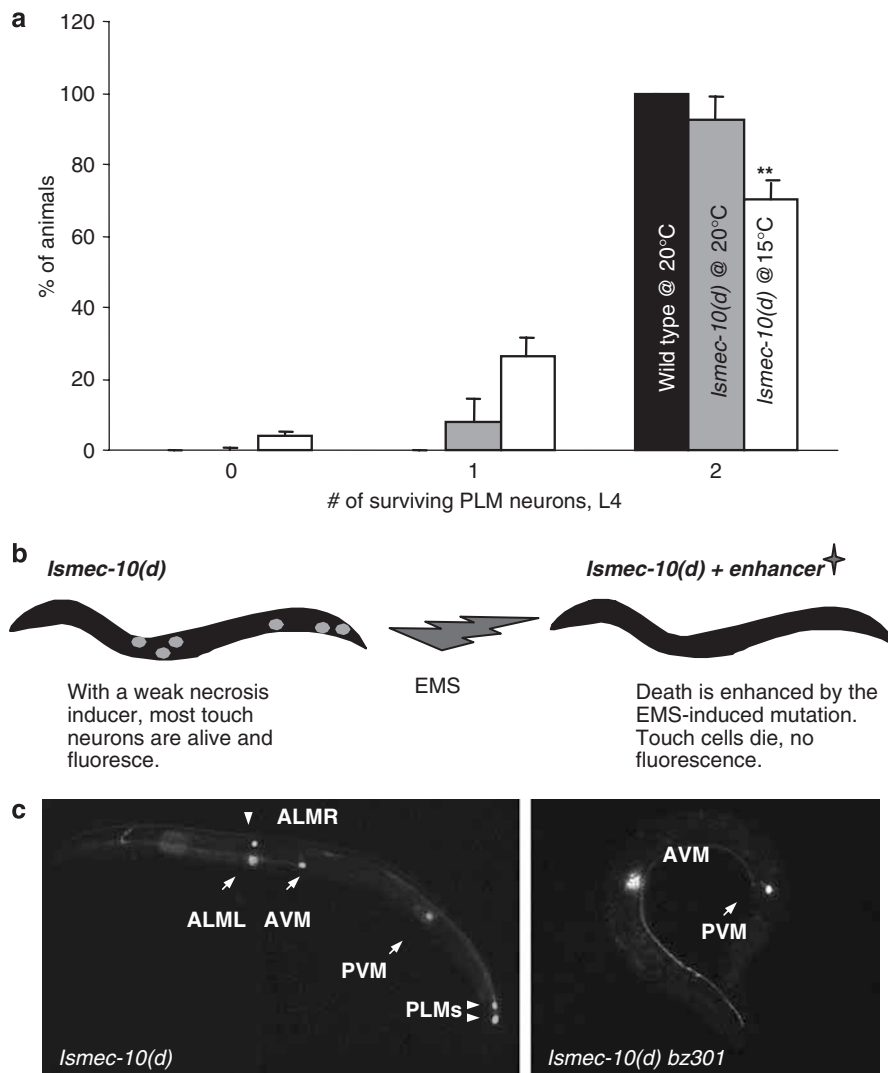 a
120
100
80
60
40
20
0
% of animals
**
Wild type @ 20°C
Ismec-10(d) @ 20°C
Ismec-10(d) @ 15°C
0 1 2
# of surviving PLM neurons, L4
b
Ismec-10(d)
Ismec-10(d) + enhancer
EMS
With a weak necrosis
inducer, most touch
neurons are alive and
fluoresce.
Death is enhanced by the
EMS-induced mutation.
Touch cells die, no
fluorescence.
c
ALMR
ALML AVM
PVM
PLMs
Ismec-10(d)
AVM
PVM
Ismec-10(d) bz301